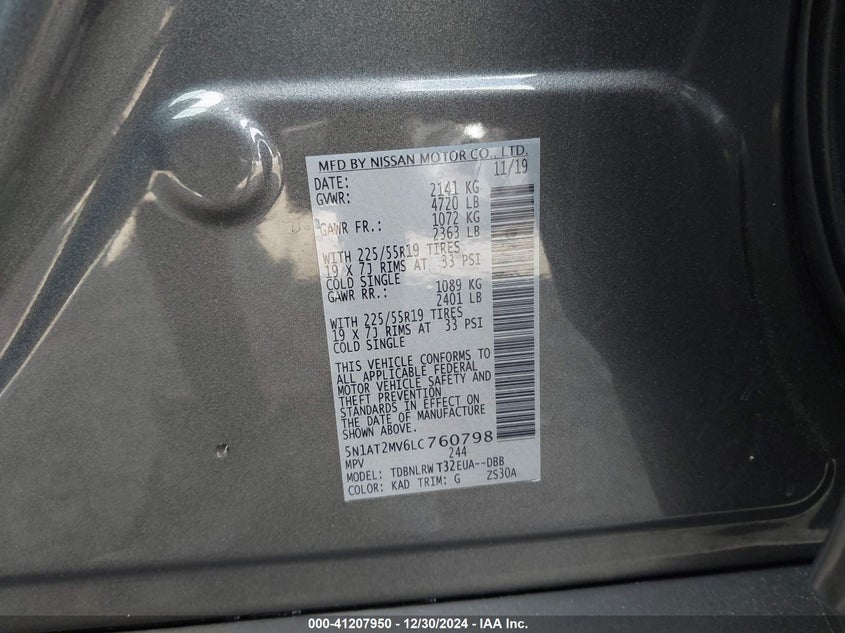 MFD BY NISSAN MOTOR CO., LTD.
DATE: 11/19
GVWR: 2141 KG
4720 LB
GAWR FR.: 1072 KG
2363 LB
WITH 225/55R19 TIRES
19 X 7J RIMS AT 33 PSI
COLD SINGLE
GAWR RR.: 1089 KG
2401 LB
WITH 225/55R19 TIRES
19 X 7J RIMS AT 33 PSI
COLD SINGLE
THIS VEHICLE CONFORMS TO
ALL APPLICABLE FEDERAL
MOTOR VEHICLE SAFETY AND
THEFT PREVENTION
STANDARDS IN EFFECT ON
THE DATE OF MANUFACTURE
SHOWN ABOVE.
5N1AT2MV6LC760798
MPV 244
MODEL: TDBNLRW T32EUA--DBB
COLOR: KAD TRIM: G ZS30A
000-41207950 - 12/30/2024 - IAA Inc.